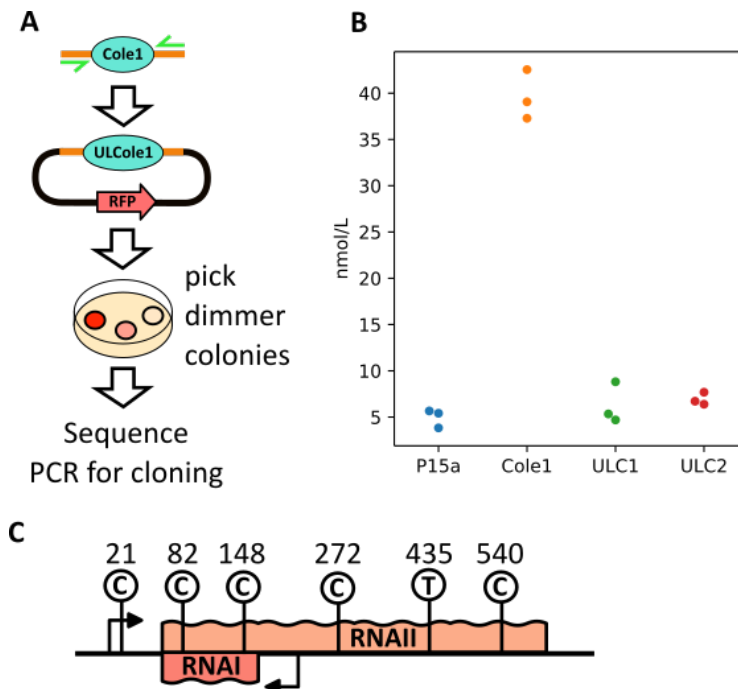 A
Cole1
ULCole1
RFP
pick
dimmer
colonies
Sequence
PCR for cloning
B
nmol/L
40
35
30
25
20
15
10
5
P15a Cole1 ULC1 ULC2
C
21 82 148 272 435 540
C C C C T C
RNAII
RNAI